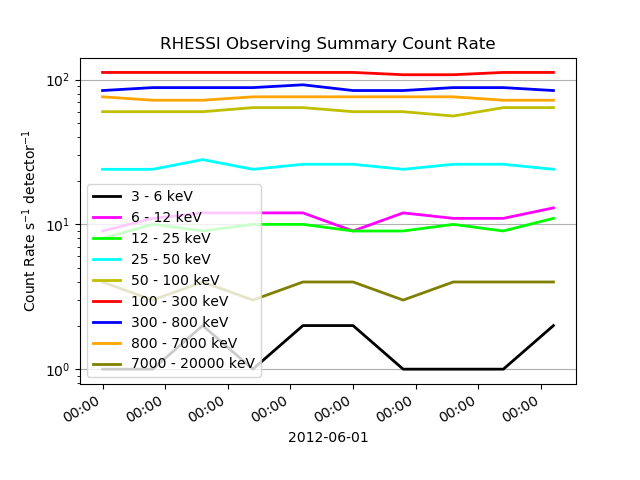 RHESSI Observing Summary Count Rate
Count Rate s⁻¹ detector⁻¹
10²
10¹
10⁰
3 - 6 keV
6 - 12 keV
12 - 25 keV
25 - 50 keV
50 - 100 keV
100 - 300 keV
300 - 800 keV
800 - 7000 keV
7000 - 20000 keV
00:00 00:00 00:00 00:00 00:00 00:00 00:00 00:00
2012-06-01